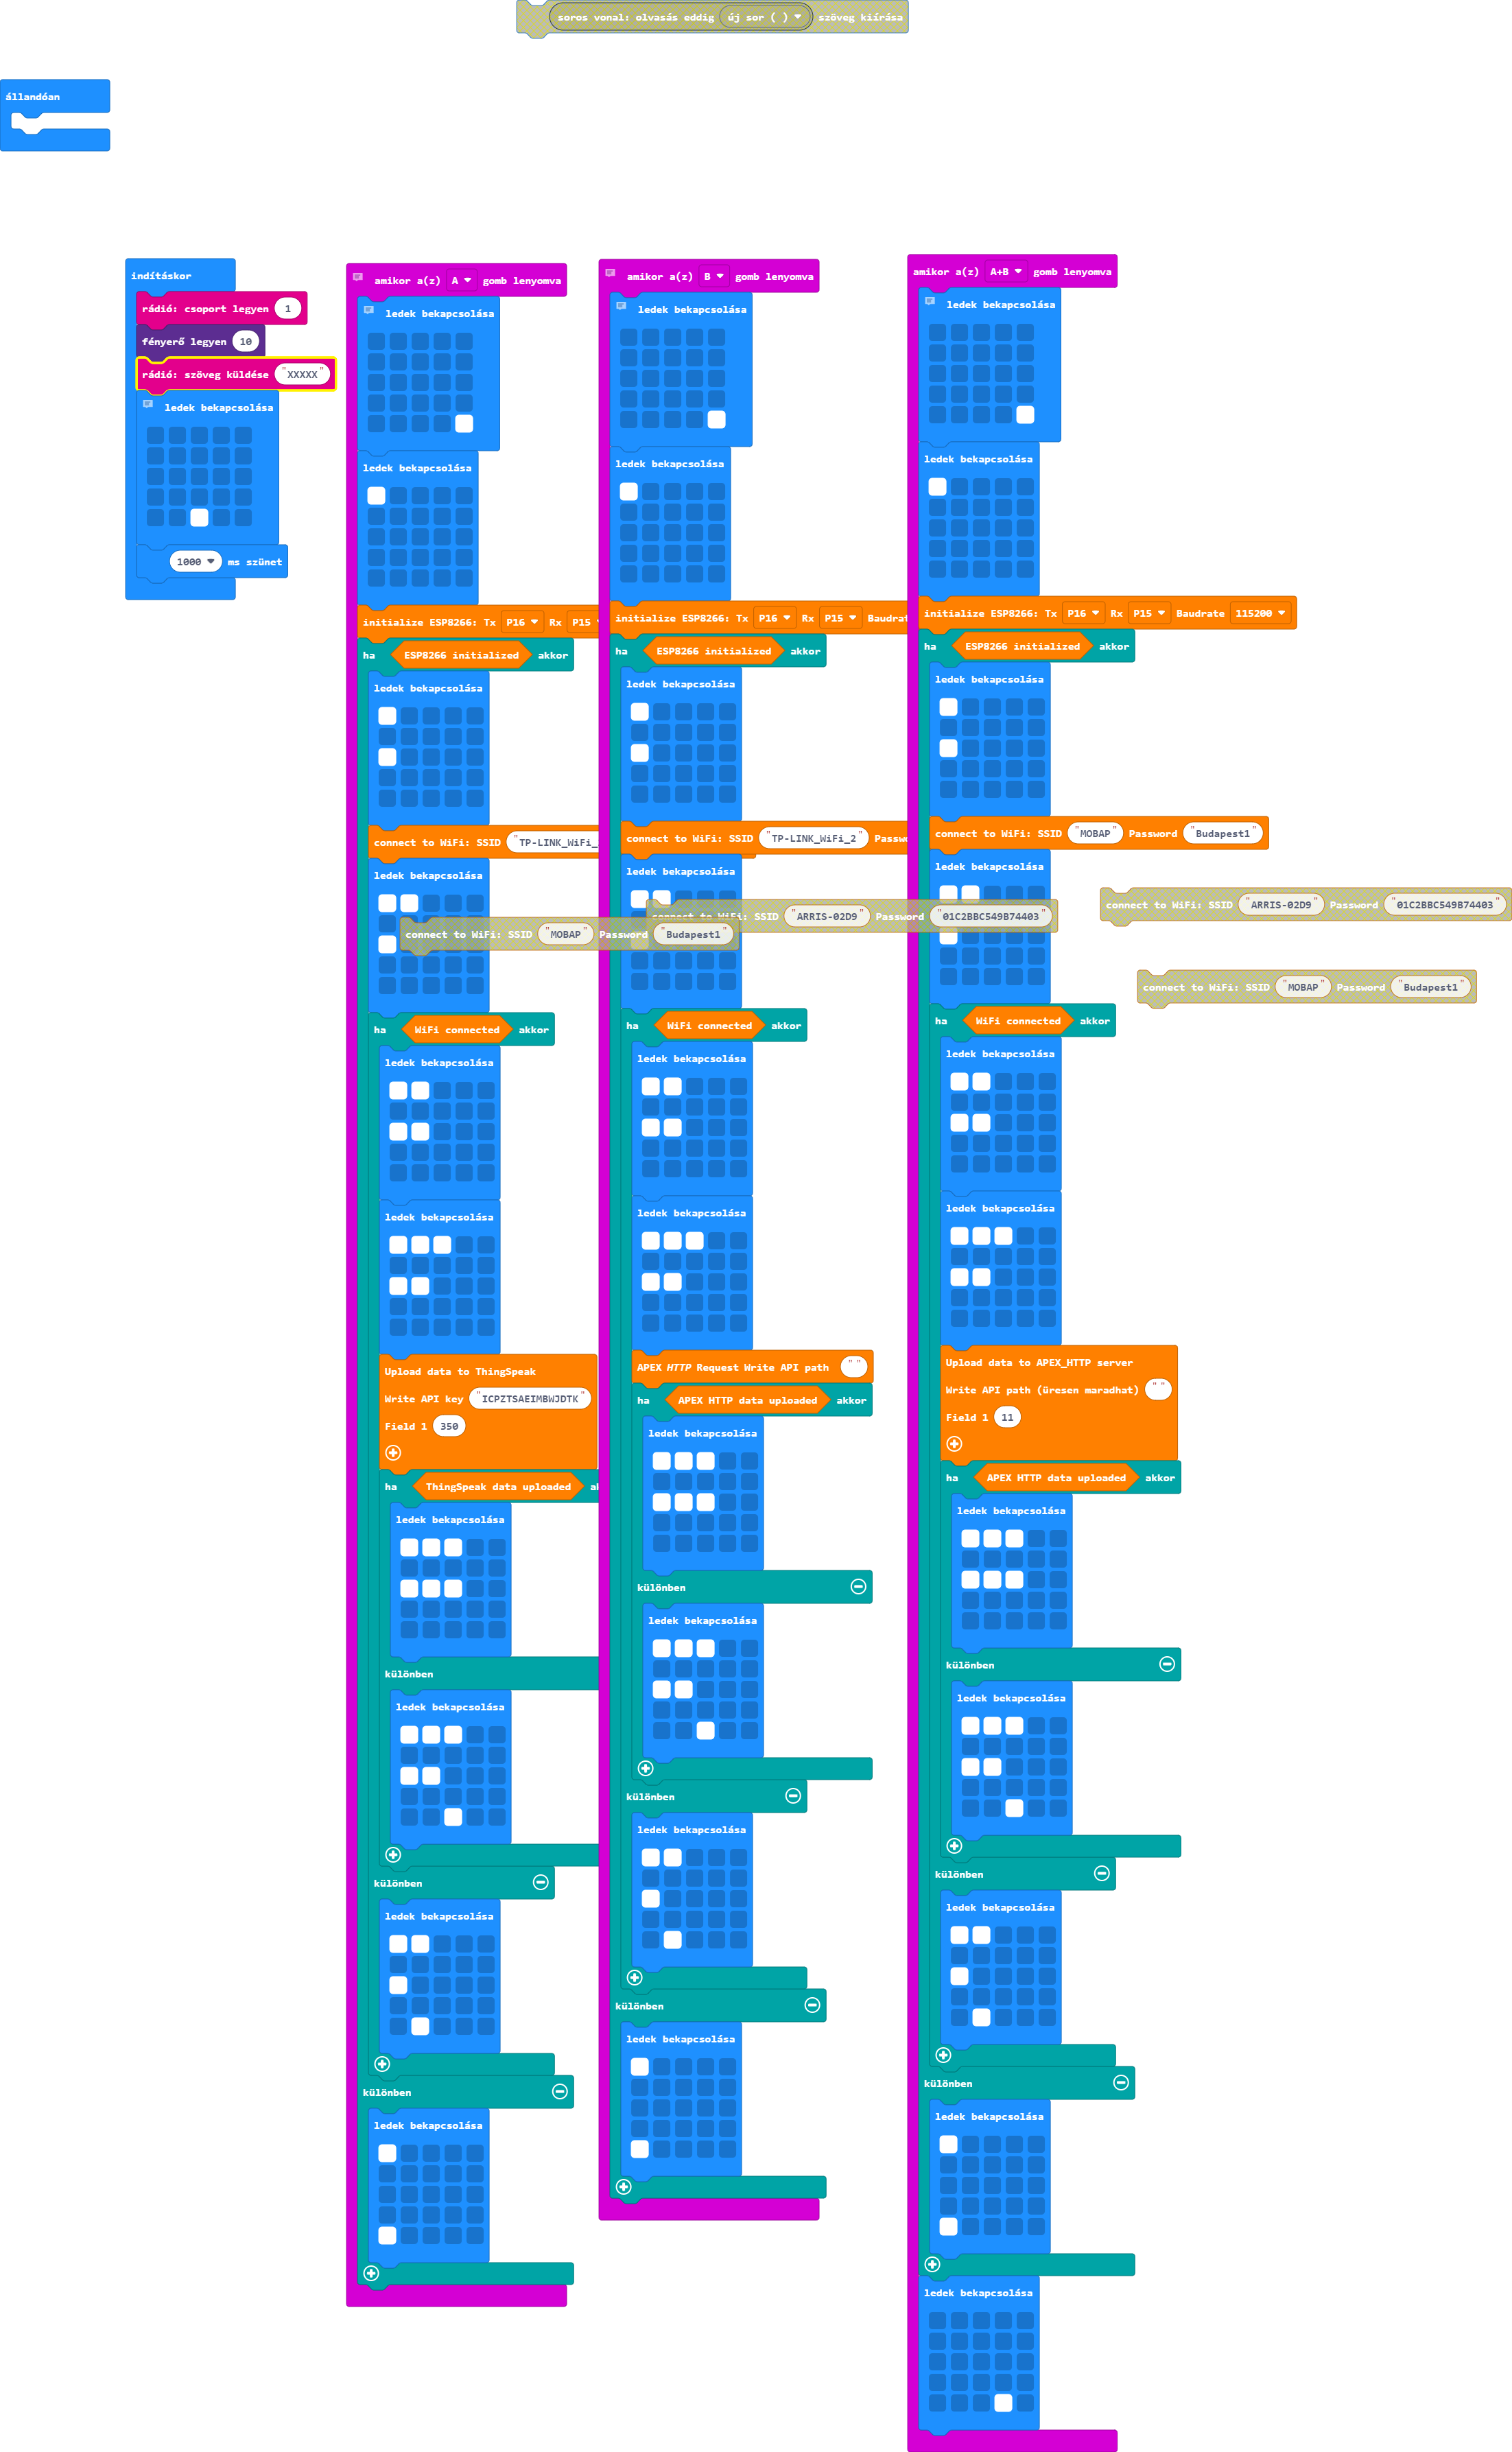 soros vonal: olvasás eddig új sor ( ) szöveg kiírása
állandóan
indításkor
rádió: csoport legyen 1
fényerő legyen 10
rádió: szöveg küldése "XXXXX"
ledek bekapcsolása
1000 ms szünet
amikor a(z) A gomb lenyomva
ledek bekapcsolása
ledek bekapcsolása
initialize ESP8266: Tx P16 Rx P15
ha ESP8266 initialized akkor
ledek bekapcsolása
connect to WiFi: SSID "TP-LINK_WiFi_
ledek bekapcsolása
connect to WiFi: SSID "MOBAP" Password "Budapest1"
ha WiFi connected akkor
ledek bekapcsolása
ledek bekapcsolása
Upload data to ThingSpeak
Write API key "ICPZTSAEIMBWJDTK"
Field 1 350
ha ThingSpeak data uploaded
ledek bekapcsolása
különben
ledek bekapcsolása
különben
ledek bekapcsolása
különben
ledek bekapcsolása
amikor a(z) B gomb lenyomva
ledek bekapcsolása
ledek bekapcsolása
initialize ESP8266: Tx P16 Rx P15 Baudrat
ha ESP8266 initialized akkor
ledek bekapcsolása
connect to WiFi: SSID "TP-LINK_WiFi_2" Passw
ledek bekapcsolása
connect to WiFi: SSID "ARRIS-02D9" Password "01C2BBC549B74403"
ha WiFi connected akkor
ledek bekapcsolása
ledek bekapcsolása
APEX HTTP Request Write API path " "
ha APEX HTTP data uploaded akkor
ledek bekapcsolása
különben
ledek bekapcsolása
különben
ledek bekapcsolása
különben
ledek bekapcsolása
amikor a(z) A+B gomb lenyomva
ledek bekapcsolása
ledek bekapcsolása
initialize ESP8266: Tx P16 Rx P15 Baudrate 115200
ha ESP8266 initialized akkor
ledek bekapcsolása
connect to WiFi: SSID "MOBAP" Password "Budapest1"
ledek bekapcsolása
ha WiFi connected akkor
ledek bekapcsolása
ledek bekapcsolása
Upload data to APEX_HTTP server
Write API path (üresen maradhat) " "
Field 1 11
ha APEX HTTP data uploaded akkor
ledek bekapcsolása
különben
ledek bekapcsolása
különben
ledek bekapcsolása
különben
ledek bekapcsolása
ledek bekapcsolása
connect to WiFi: SSID "ARRIS-02D9" Password "01C2BBC549B74403"
connect to WiFi: SSID "MOBAP" Password "Budapest1"